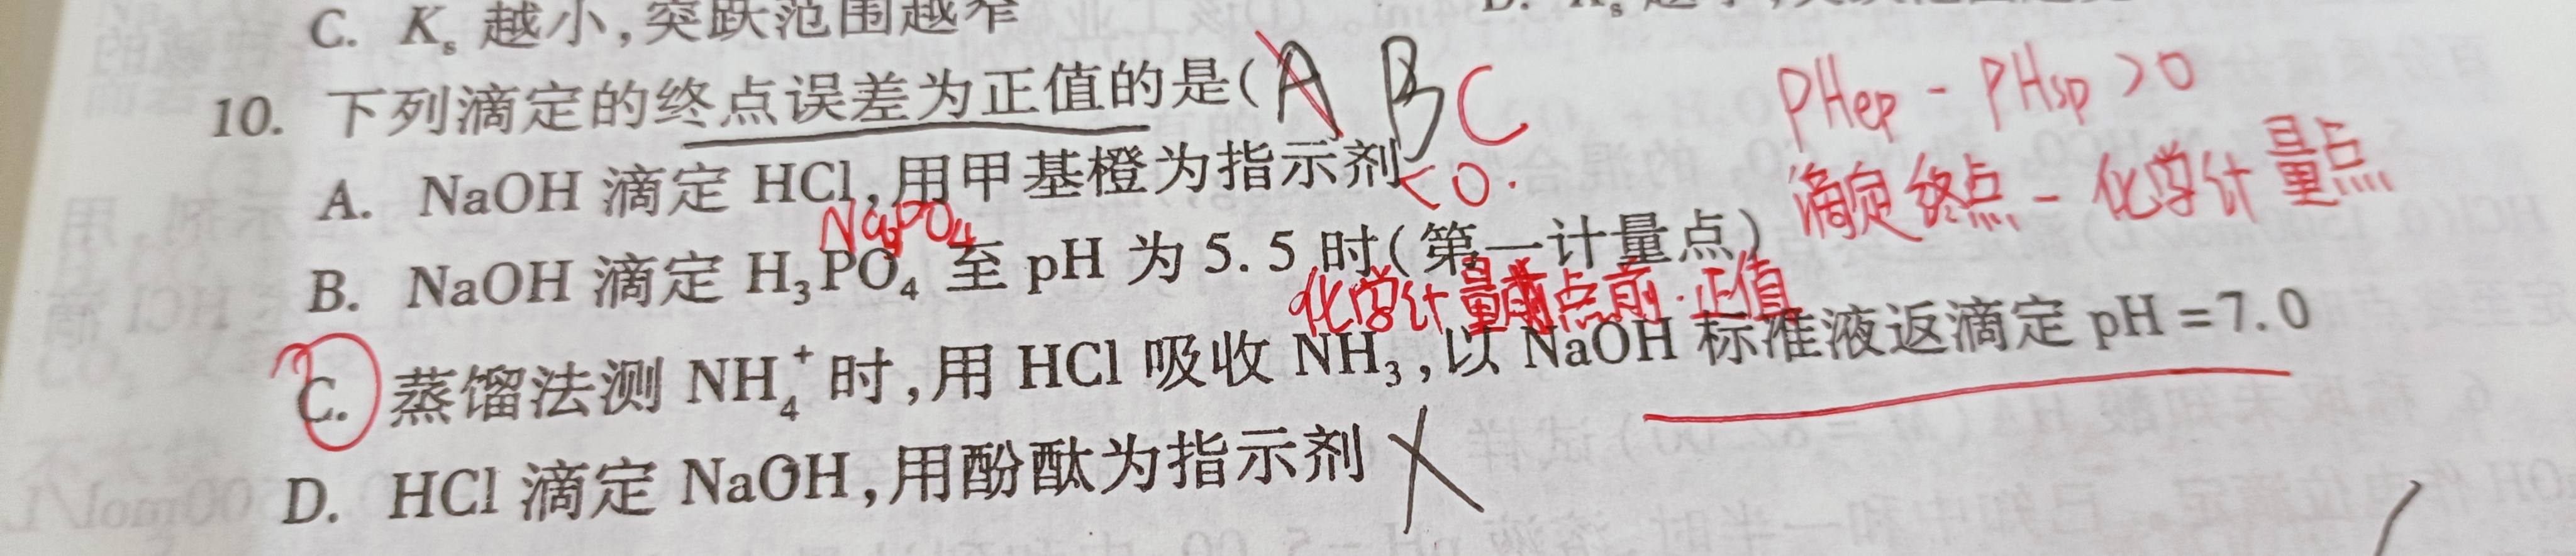 C. Kₛ 越小,突跃范围越窄
10. 下列滴定的终点误差为正值的是( A B C
pHep - pHsp >0
A. NaOH 滴定 HCl,用甲基橙为指示剂 <0.
滴定终点 - 化学计量点
Na₃PO₄
B. NaOH 滴定 H₃PO₄ 至 pH 为 5.5 时(第一计量点)
化学计量点前.正值
C. 蒸馏法测 NH₄⁺ 时,用 HCl 吸收 NH₃,以 NaOH 标准液返滴定 pH =7.0
D. HCl 滴定 NaOH,用酚酞为指示剂 ×